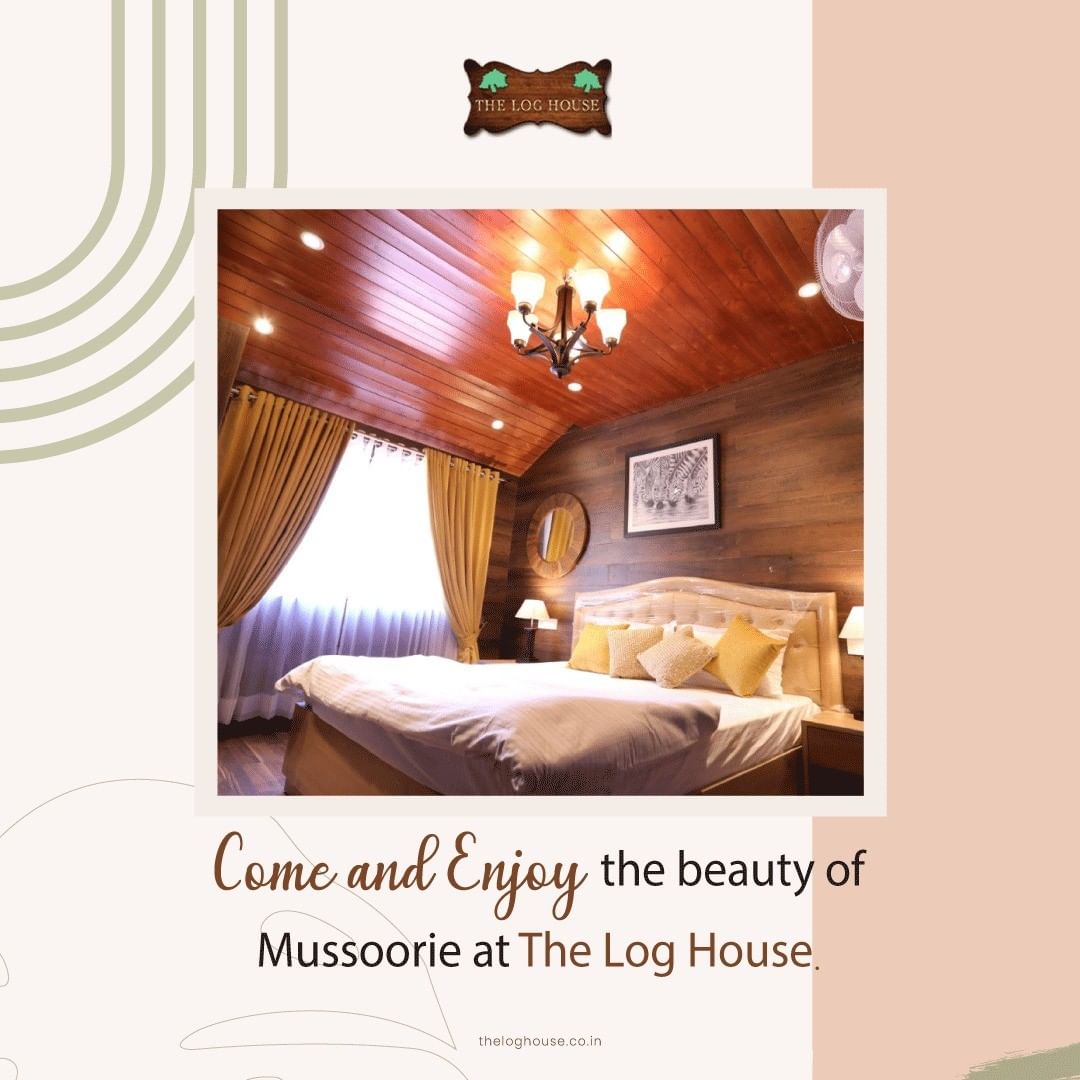 THE LOG HOUSE
Come and Enjoy the beauty of
Mussoorie at The Log House.
theloghouse.co.in